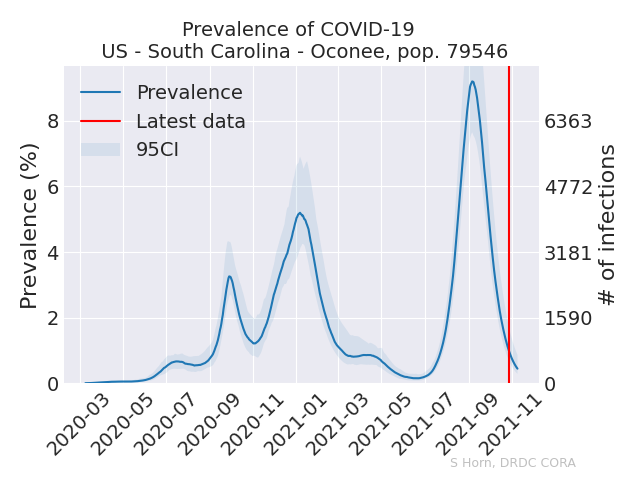 Prevalence of COVID-19
US - South Carolina - Oconee, pop. 79546
Prevalence
Latest data
95CI
Prevalence (%)
8
6
4
2
0
6363
4772
3181
1590
0
# of infections
2020-03
2020-05
2020-07
2020-09
2020-11
2021-01
2021-03
2021-05
2021-07
2021-09
2021-11
S Horn, DRDC CORA